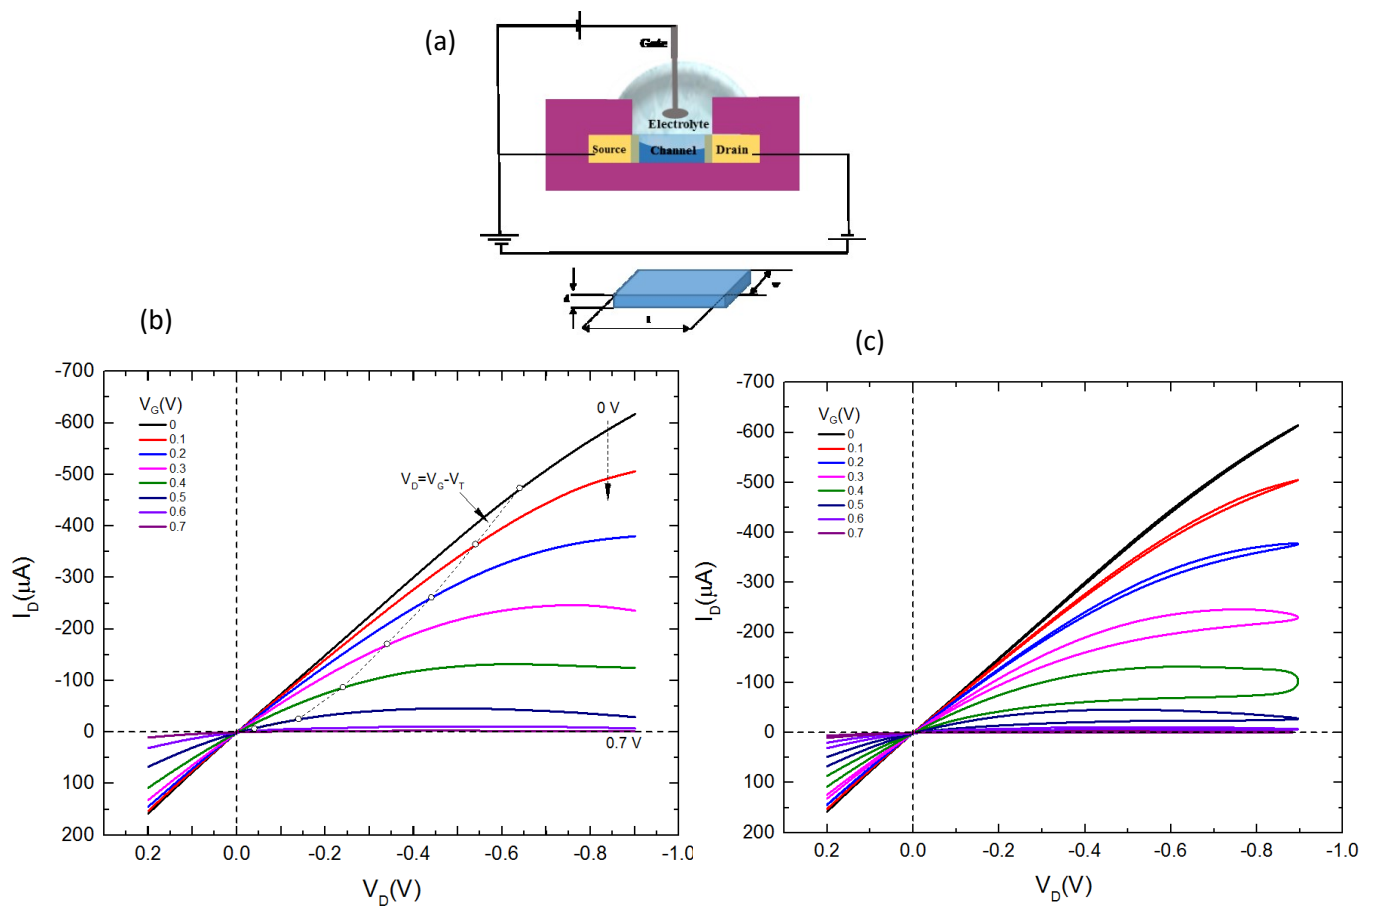 (a)
Gate
Electrolyte
Source
Channel
Drain
d
w
l
(b)
-700
-600
-500
-400
-300
-200
-100
0
100
200
I_D(μA)
V_G(V)
0
0.1
0.2
0.3
0.4
0.5
0.6
0.7
0 V
V_D=V_G-V_T
0.7 V
0.2 0.0 -0.2 -0.4 -0.6 -0.8 -1.0
V_D(V)
(c)
-700
-600
-500
-400
-300
-200
-100
0
100
200
I_D(μA)
V_G(V)
0
0.1
0.2
0.3
0.4
0.5
0.6
0.7
0.2 0.0 -0.2 -0.4 -0.6 -0.8 -1.0
V_D(V)